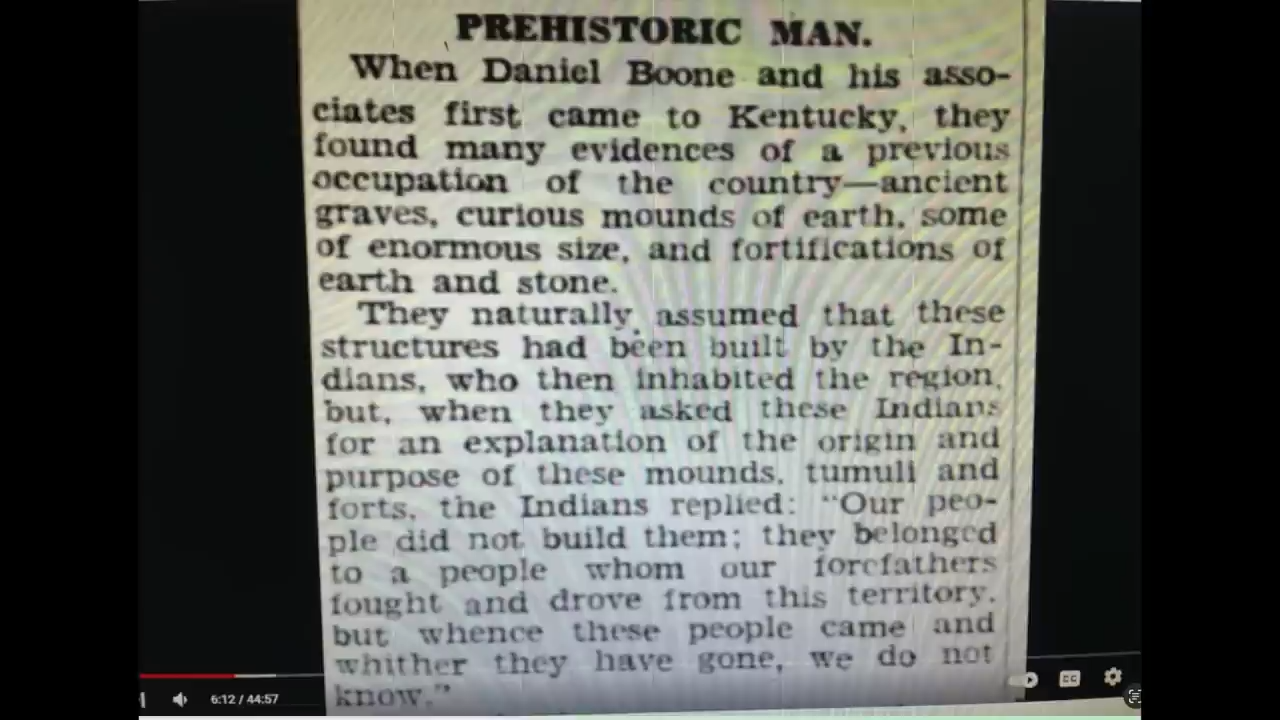 PREHISTORIC MAN.
When Daniel Boone and his asso-
ciates first came to Kentucky, they
found many evidences of a previous
occupation of the country—ancient
graves, curious mounds of earth, some
of enormous size, and fortifications of
earth and stone.
They naturally assumed that these
structures had been built by the In-
dians, who then inhabited the region,
but, when they asked these Indians
for an explanation of the origin and
purpose of these mounds, tumuli and
forts, the Indians replied: "Our peo-
ple did not build them; they belonged
to a people whom our forefathers
fought and drove from this territory,
but whence these people came and
whither they have gone, we do not
know."
6:12 / 44:57
CC